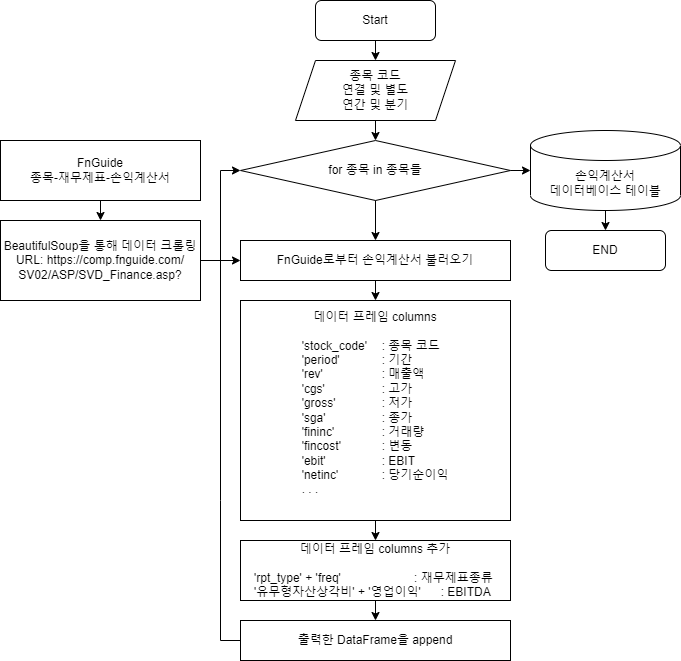 Start
종목 코드
연결 및 별도
연간 및 분기
for 종목 in 종목들
손익계산서
데이터베이스 테이블
END
FnGuide
종목-재무제표-손익계산서
BeautifulSoup을 통해 데이터 크롤링
URL: https://comp.fnguide.com/
SV02/ASP/SVD_Finance.asp?
FnGuide로부터 손익계산서 불러오기
데이터 프레임 columns
'stock_code' : 종목 코드
'period' : 기간
'rev' : 매출액
'cgs' : 고가
'gross' : 저가
'sga' : 종가
'fininc' : 거래량
'fincost' : 변동
'ebit' : EBIT
'netinc' : 당기순이익
. . .
데이터 프레임 columns 추가
'rpt_type' + 'freq' : 재무제표종류
'유무형자산상각비' + '영업이익' : EBITDA
출력한 DataFrame을 append